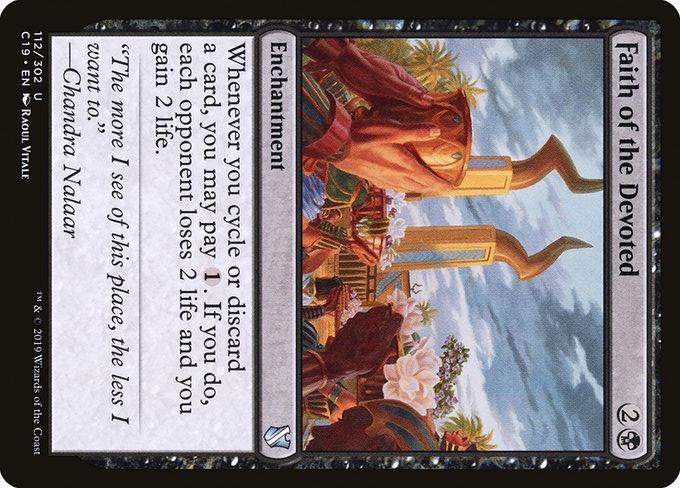 Faith of the Devoted
2
Enchantment
Whenever you cycle or discard
a card, you may pay 1. If you do,
each opponent loses 2 life and you
gain 2 life.
“The more I see of this place, the less I
want to.”
—Chandra Nalaar
112/302 U
C19 • EN Raoul Vitale
™ & © 2019 Wizards of the Coast